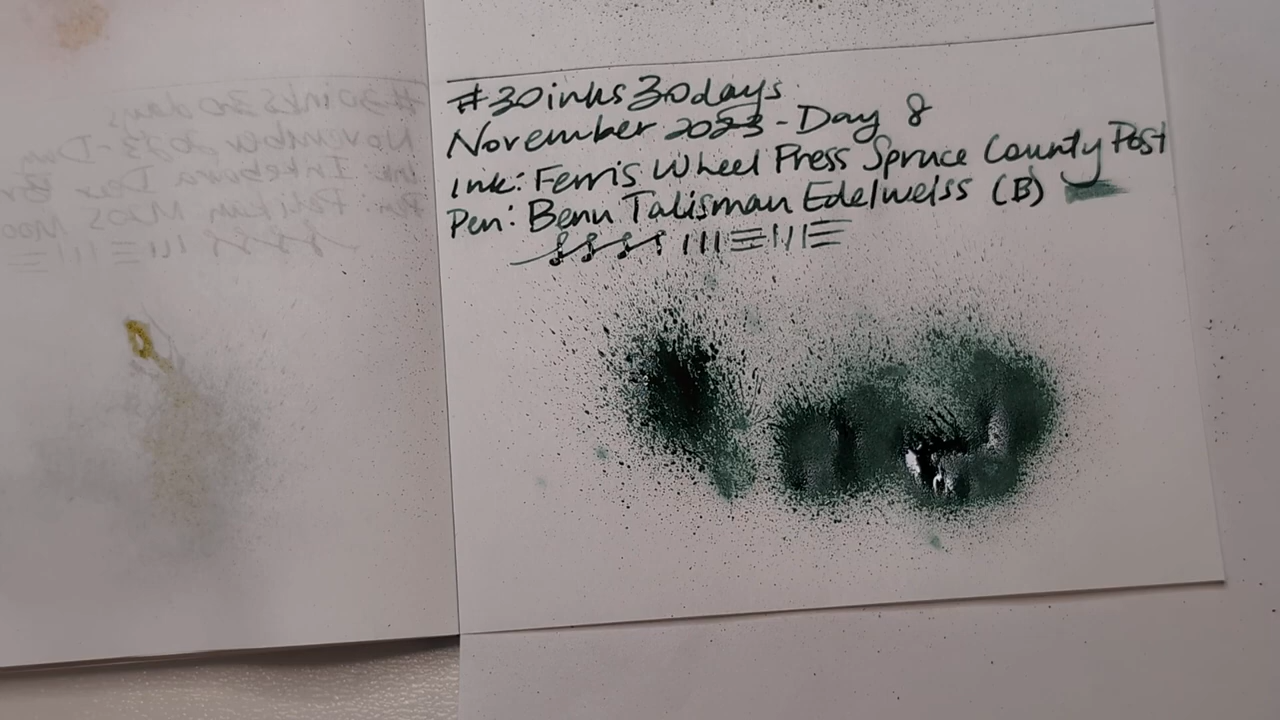 #30inks30days
November 2023 - Day 8
Ink: Ferris Wheel Press Spruce County Post
Pen: Benu Talisman Edelweiss (B)